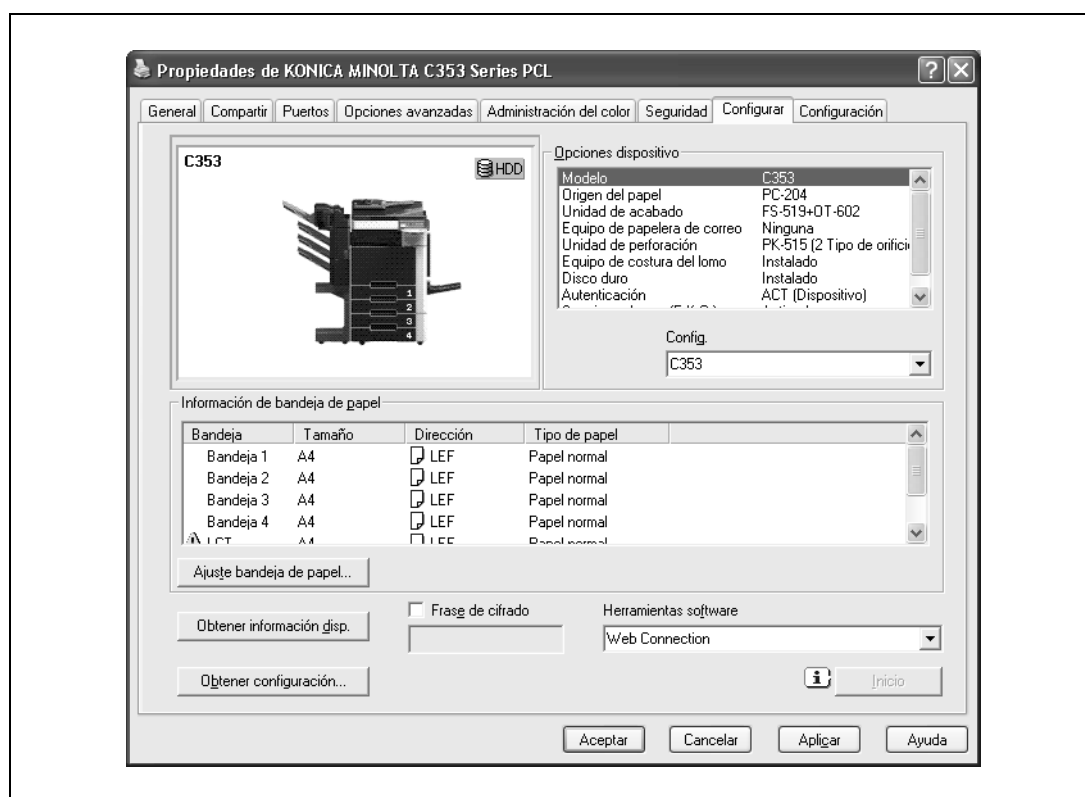 Propiedades de KONICA MINOLTA C353 Series PCL
General Compartir Puertos Opciones avanzadas Administración del color Seguridad Configurar Configuración
C353
HDD
1
2
3
4
Opciones dispositivo
Modelo C353
Origen del papel PC-204
Unidad de acabado FS-519+OT-602
Equipo de papelera de correo Ninguna
Unidad de perforación PK-515 (2 Tipo de orifici
Equipo de costura del lomo Instalado
Disco duro Instalado
Autenticación ACT (Dispositivo)
Config.
C353
Información de bandeja de papel
Bandeja Tamaño Dirección Tipo de papel
Bandeja 1 A4 LEF Papel normal
Bandeja 2 A4 LEF Papel normal
Bandeja 3 A4 LEF Papel normal
Bandeja 4 A4 LEF Papel normal
LCT A4 LEF Papel normal
Ajuste bandeja de papel...
Obtener información disp.
Frase de cifrado
Herramientas software
Web Connection
Obtener configuración...
Inicio
Aceptar Cancelar Aplicar Ayuda